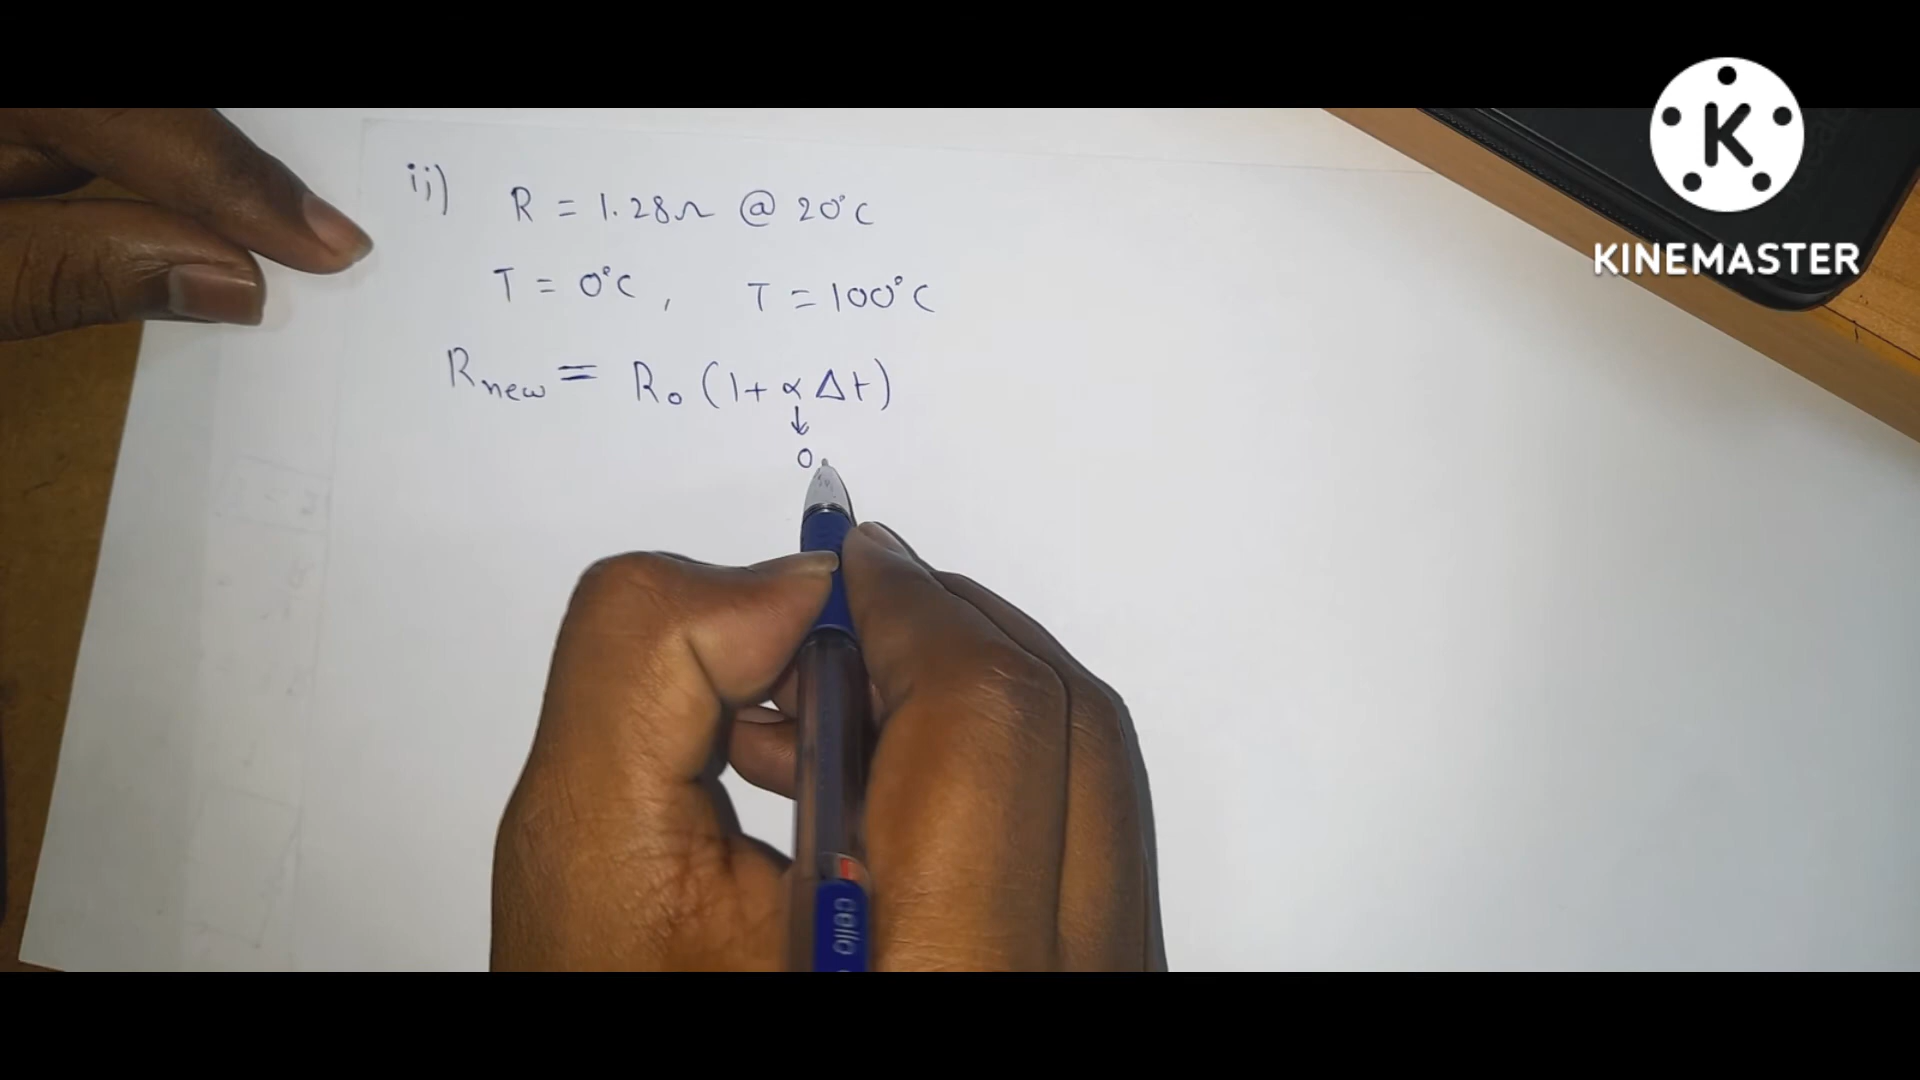 ii) R = 1.28Ω @ 20°C
T = 0°C , T = 100°C
Rnew = R₀ (1 + α Δt)
↓
0.
K
KINEMASTER
cello